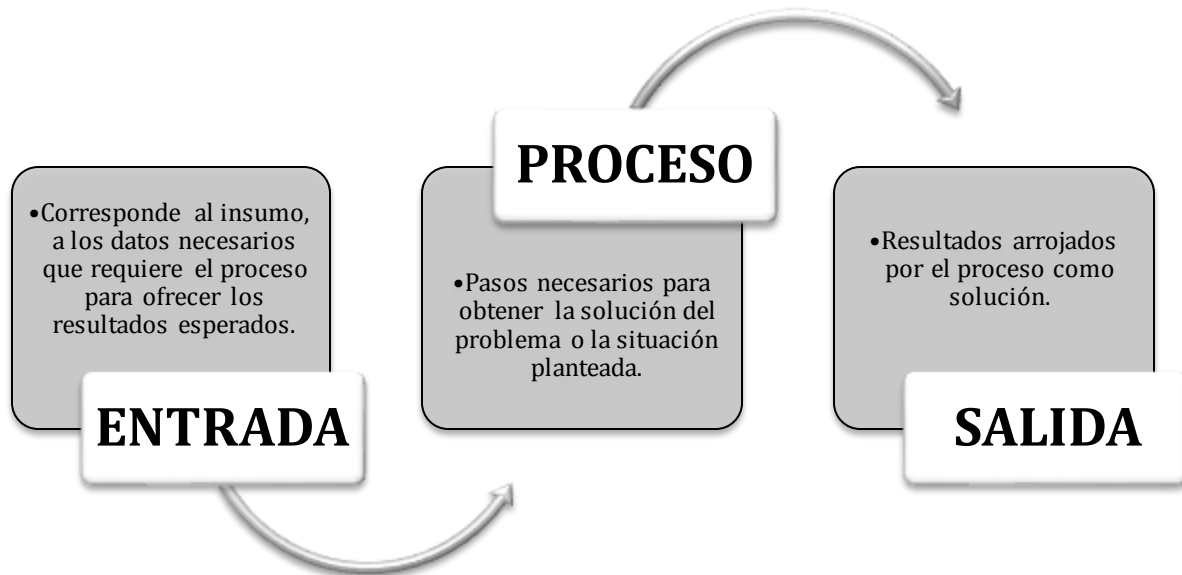 •Corresponde al insumo,
a los datos necesarios
que requiere el proceso
para ofrecer los
resultados esperados.
ENTRADA
PROCESO
•Pasos necesarios para
obtener la solución del
problema o la situación
planteada.
•Resultados arrojados
por el proceso como
solución.
SALIDA